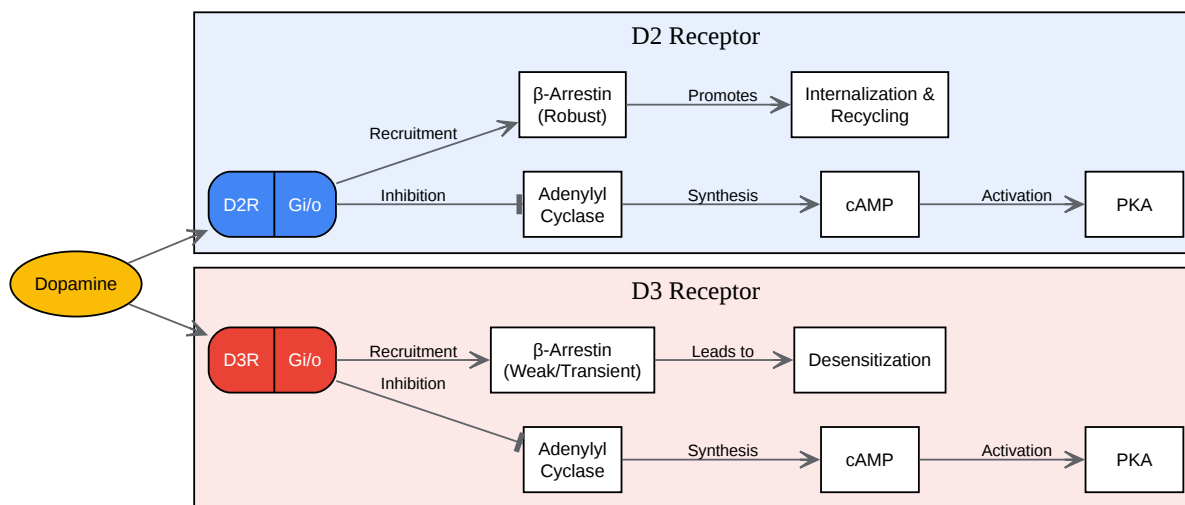 D2 Receptor
β-Arrestin
(Robust)
Promotes
Internalization &
Recycling
Recruitment
D2R
Gi/o
Inhibition
Adenylyl
Cyclase
Synthesis
cAMP
Activation
PKA
Dopamine
D3 Receptor
D3R
Gi/o
Recruitment
β-Arrestin
(Weak/Transient)
Leads to
Desensitization
Inhibition
Adenylyl
Cyclase
Synthesis
cAMP
Activation
PKA